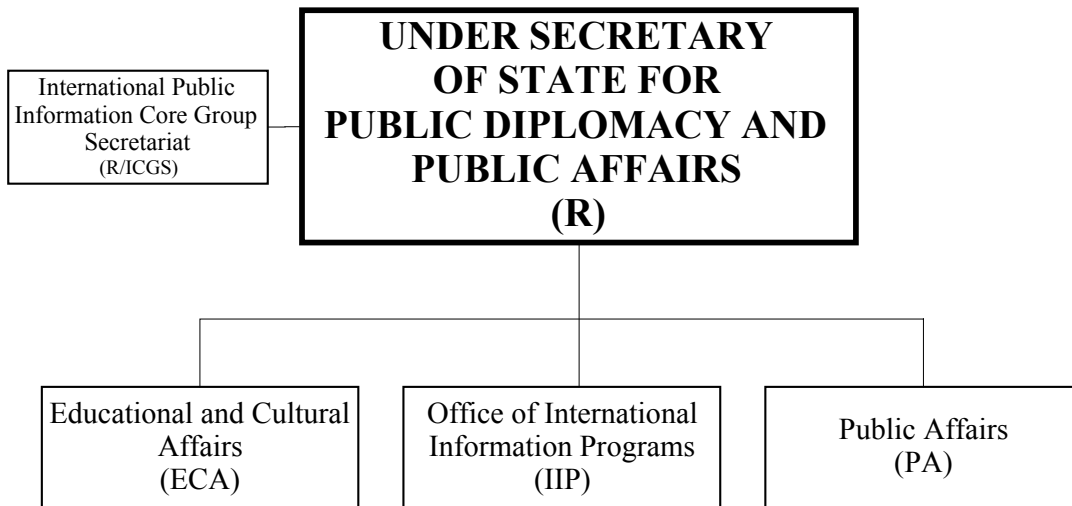 UNDER SECRETARY
OF STATE FOR
PUBLIC DIPLOMACY AND
PUBLIC AFFAIRS
(R)
International Public
Information Core Group
Secretariat
(R/ICGS)
Educational and Cultural
Affairs
(ECA)
Office of International
Information Programs
(IIP)
Public Affairs
(PA)